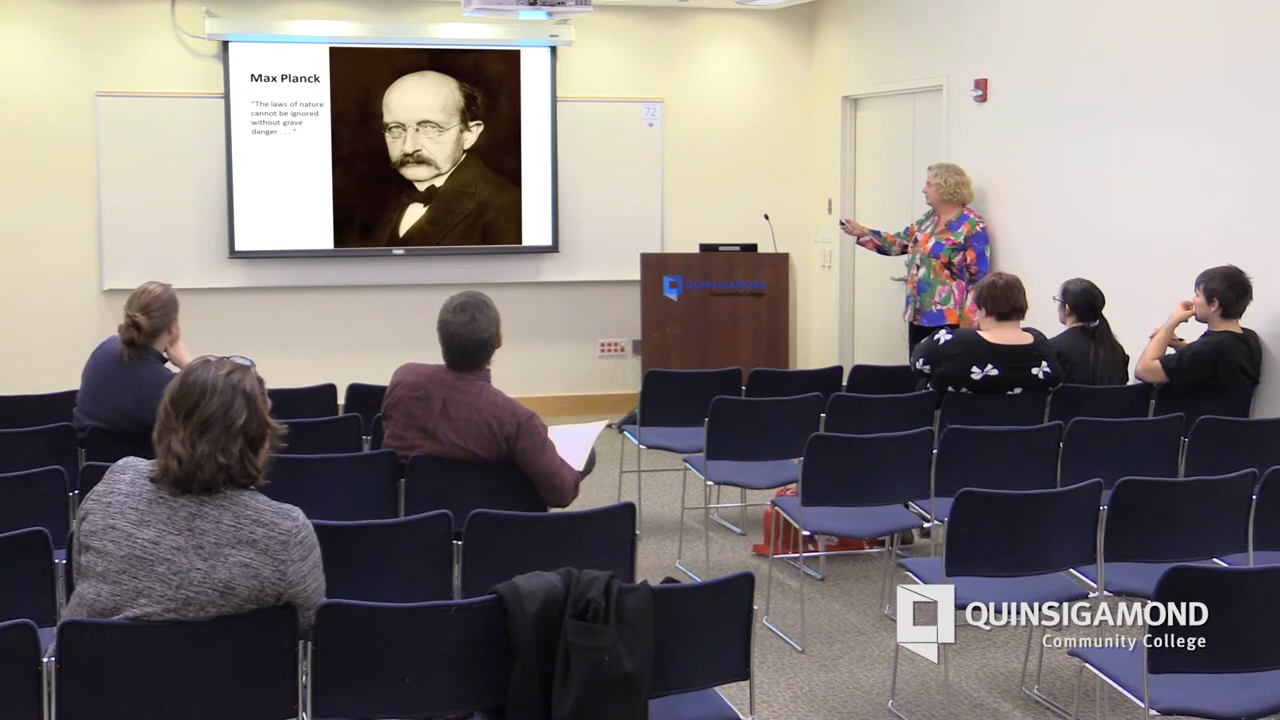 Max Planck
"The laws of nature
cannot be ignored
without grave
danger . . . "
72
QUINSIGAMOND
Community College
QUINSIGAMOND
Community College